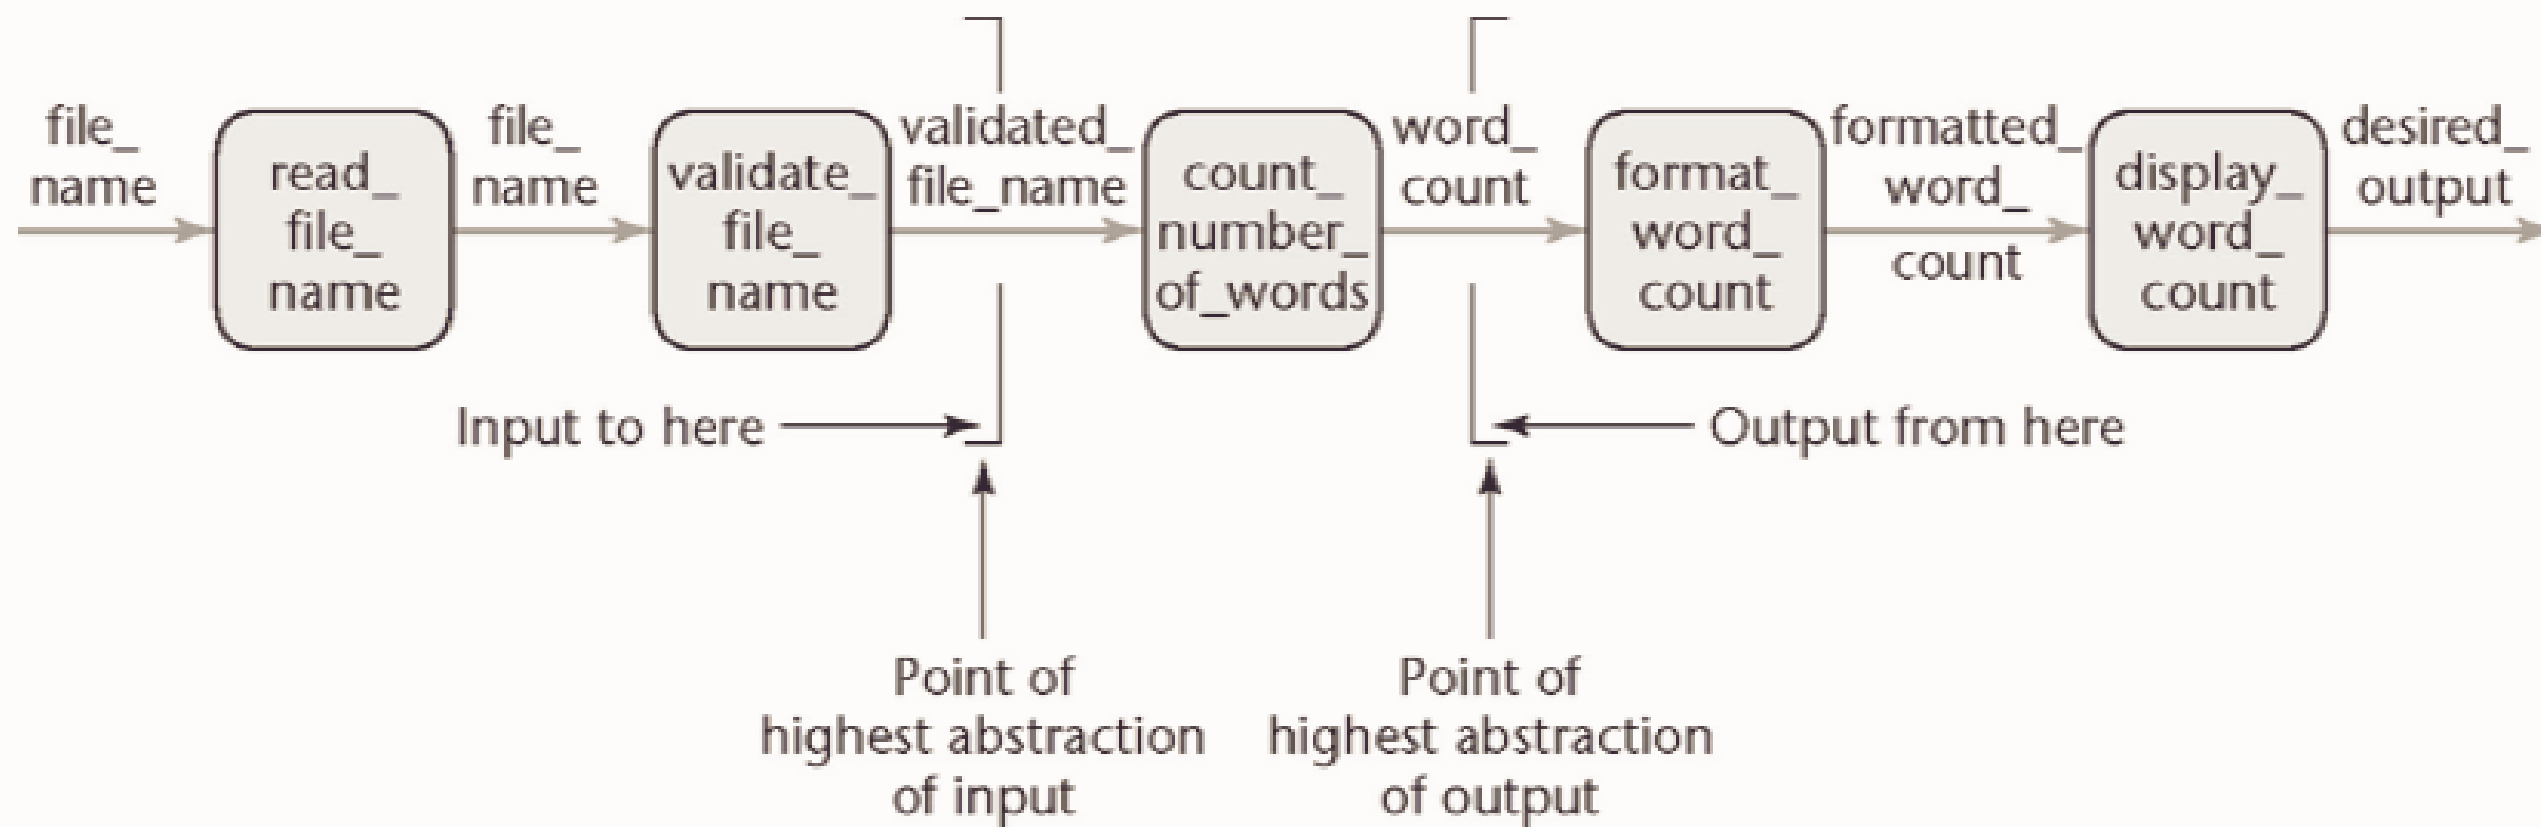 file_
name
read_
file_
name
file_
name
validate_
file_
name
validated_
file_name
count_
number_
of_words
word_
count
format_
word_
count
formatted_
word_
count
display_
word_
count
desired_
output
Input to here
Output from here
Point of
highest abstraction
of input
Point of
highest abstraction
of output